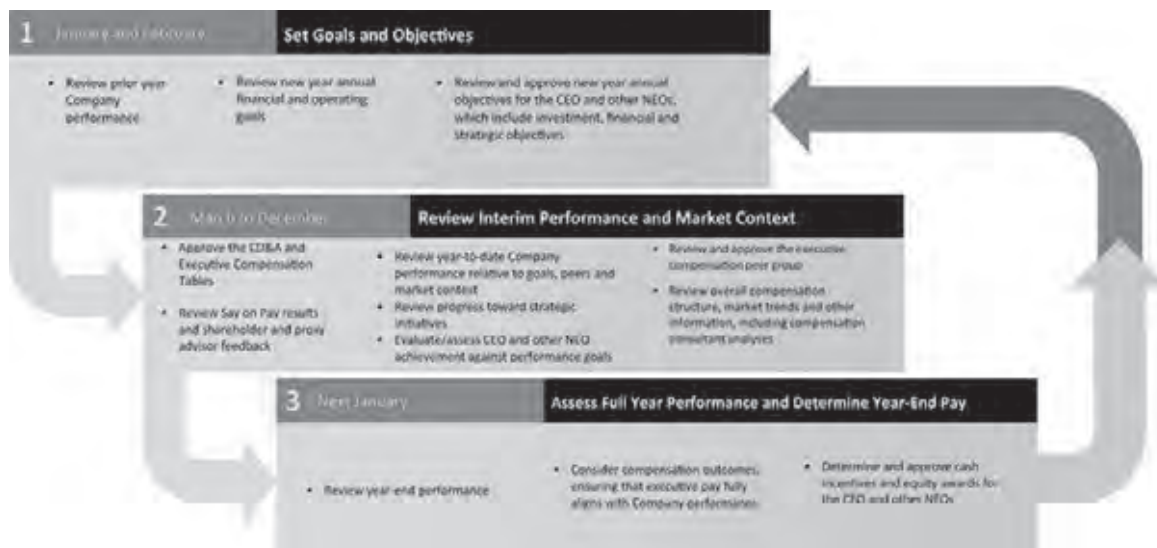 1 January and February Set Goals and Objectives
• Review prior year
Company
performance
• Review new year annual
financial and operating
goals
• Review and approve new year annual
objectives for the CEO and other NEOs,
which include investment, financial and
strategic objectives
2 March to December Review Interim Performance and Market Context
• Approve the CD&A and
Executive Compensation
Tables
• Review Say on Pay results
and shareholder and proxy
advisor feedback
• Review year-to-date Company
performance relative to goals, peers and
market context
• Review progress toward strategic
initiatives
• Evaluate/assess CEO and other NEO
achievement against performance goals
• Review and approve the executive
compensation peer group
• Review overall compensation
structure, market trends and other
information, including compensation
consultant analyses
3 Next January Assess Full Year Performance and Determine Year-End Pay
• Review year-end performance
• Consider compensation outcomes,
ensuring that executive pay fully
aligns with Company performance
• Determine and approve cash
incentives and equity awards for
the CEO and other NEOs